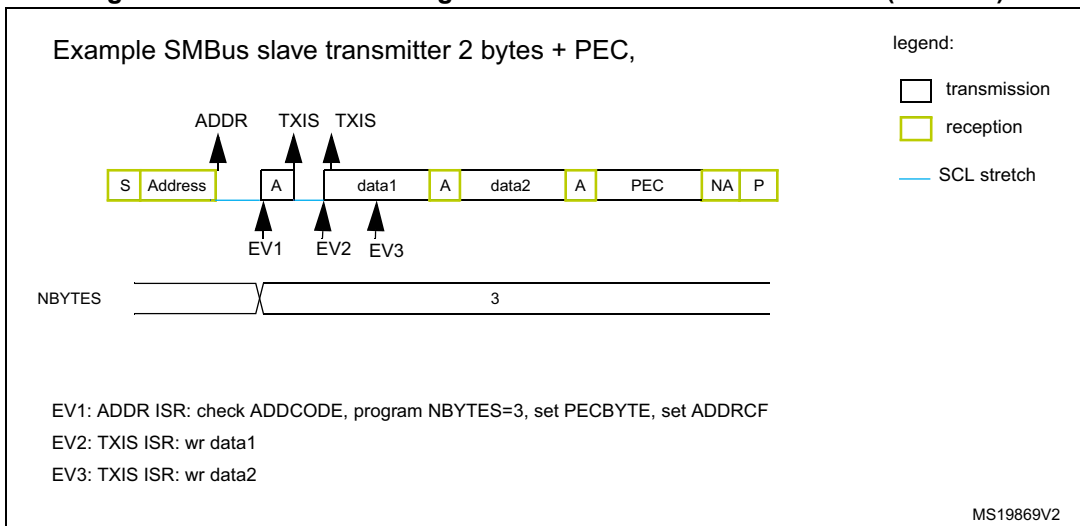 Example SMBus slave transmitter 2 bytes + PEC,
legend:
transmission
reception
SCL stretch
ADDR TXIS TXIS
S Address A data1 A data2 A PEC NA P
EV1 EV2 EV3
NBYTES 3
EV1: ADDR ISR: check ADDCODE, program NBYTES=3, set PECBYTE, set ADDRCF
EV2: TXIS ISR: wr data1
EV3: TXIS ISR: wr data2
MS19869V2